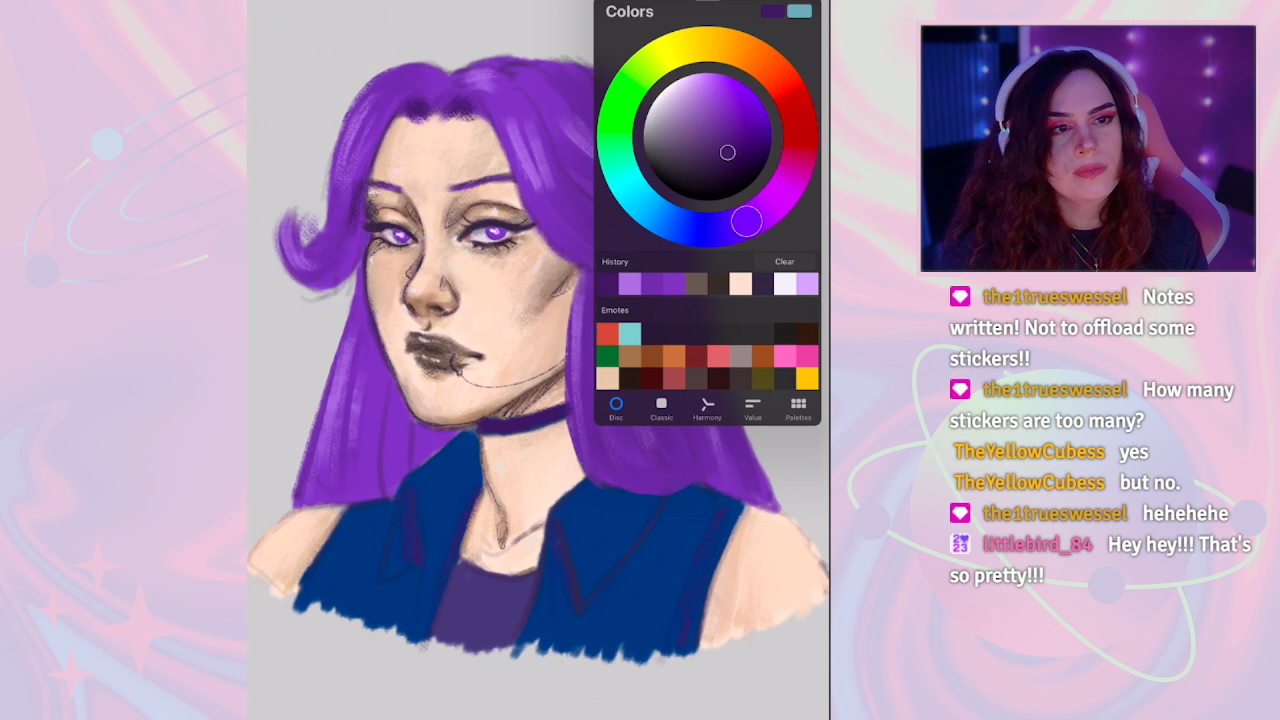 Colors
History
Clear
Emotes
Disc
Classic
Harmony
Value
Palettes
the1trueswessel Notes
written! Not to offload some
stickers!!
the1trueswessel How many
stickers are too many?
TheYellowCubess yes
TheYellowCubess but no.
the1trueswessel hehehehe
littlebird_84 Hey hey!!! That's
so pretty!!!